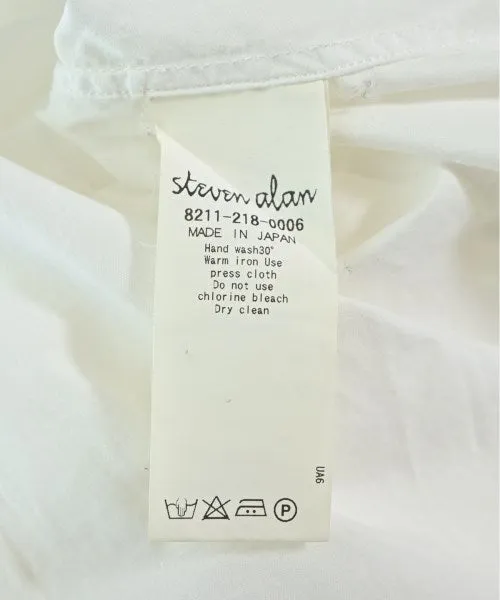 steven alan
8211-218-0006
MADE IN JAPAN
Hand wash30°
Warm iron Use
press cloth
Do not use
chlorine bleach
Dry clean
UA6
P